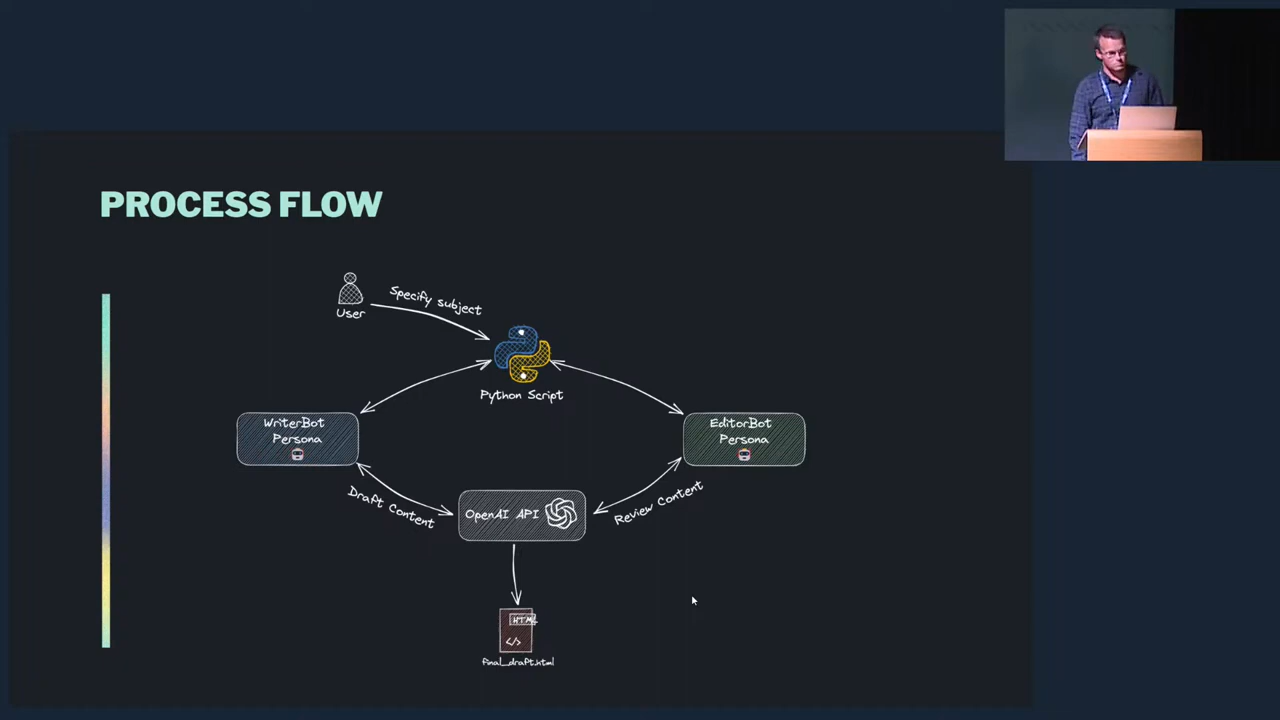 PROCESS FLOW
Specify subject
User
Python Script
WriterBot
Persona
EditorBot
Persona
Draft Content
OpenAI API
Review Content
HTML
</>
final_draft.html